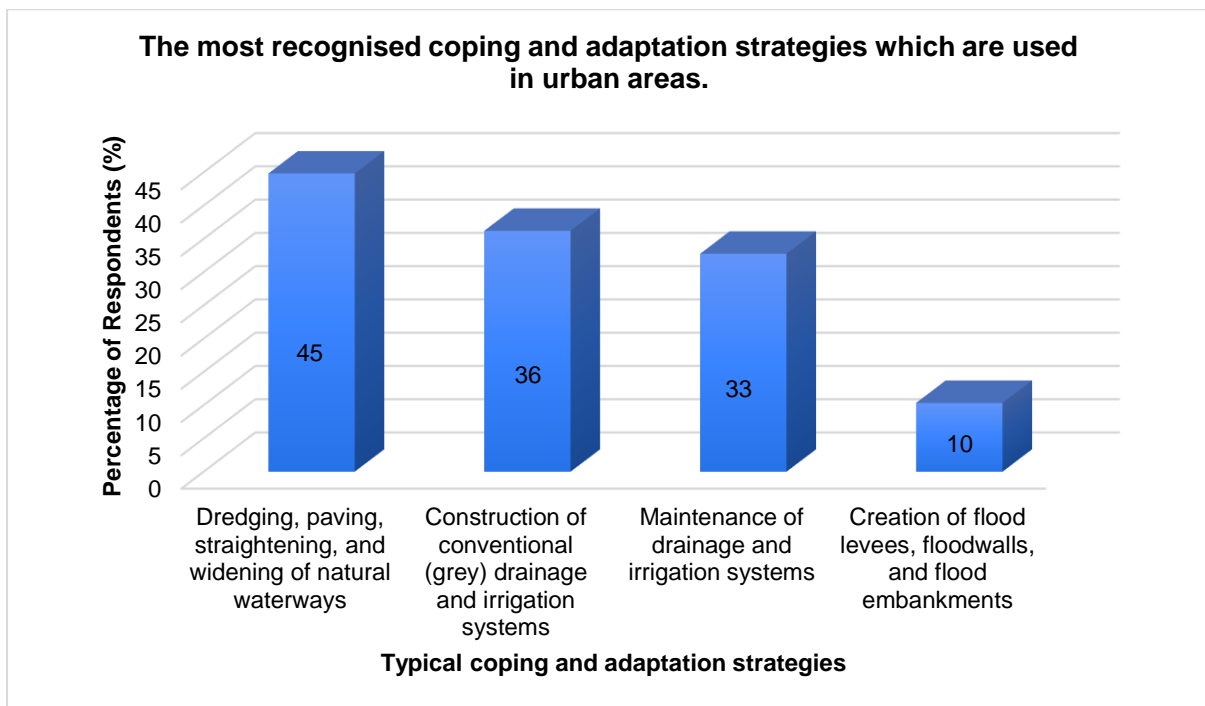 The most recognised coping and adaptation strategies which are used
in urban areas.
Percentage of Respondents (%)
45
40
35
30
25
20
15
10
5
0
45
36
33
10
Dredging, paving,
straightening, and
widening of natural
waterways
Construction of
conventional
(grey) drainage
and irrigation
systems
Maintenance of
drainage and
irrigation systems
Creation of flood
levees, floodwalls,
and flood
embankments
Typical coping and adaptation strategies